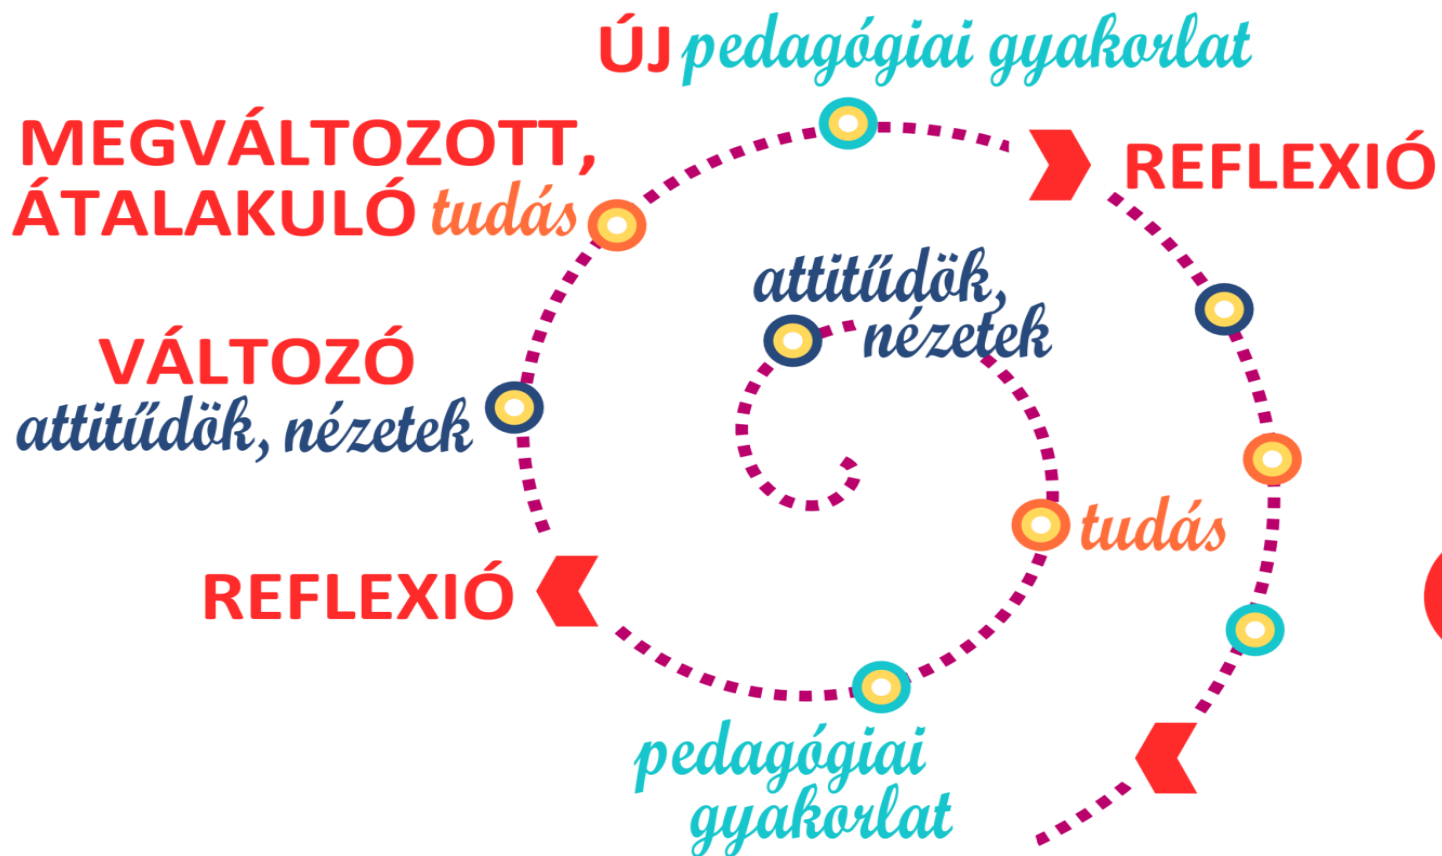 ÚJ pedagógiai gyakorlat
MEGVÁLTOZOTT,
ÁTALAKULÓ tudás
REFLEXIÓ
attitűdök,
nézetek
VÁLTOZÓ
attitűdök, nézetek
tudás
REFLEXIÓ
pedagógiai
gyakorlat